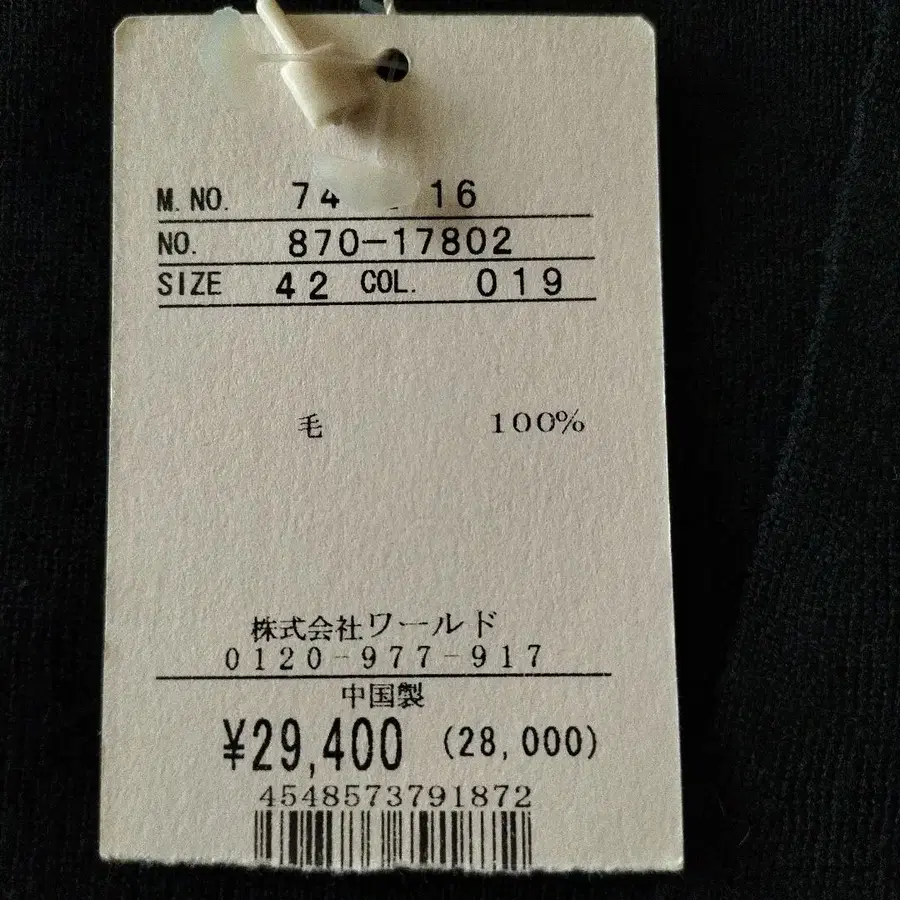 M. NO. 74 16
NO. 870-17802
SIZE 42 COL. 019
毛 100%
株式会社ワールド
0120-977-917
中国製
¥29,400 (28,000)
4548573791872